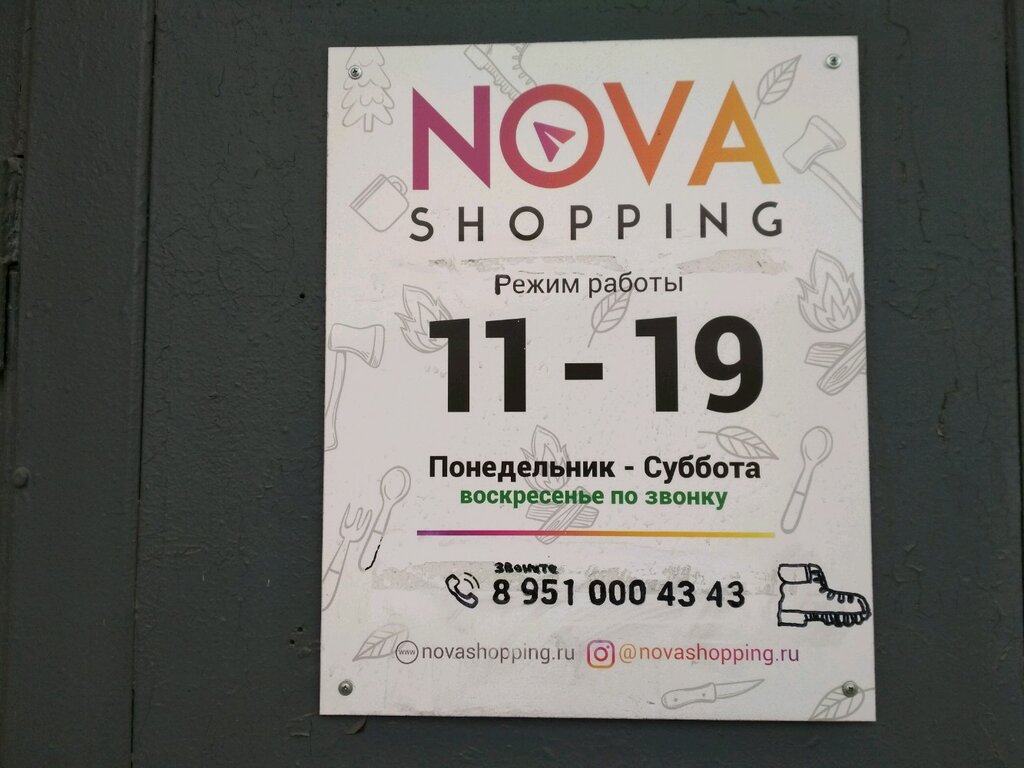 NOVA
SHOPPING
Режим работы
11 - 19
Понедельник - Суббота
воскресенье по звонку
звоните
8 951 000 43 43
www novashopping.ru @novashopping.ru